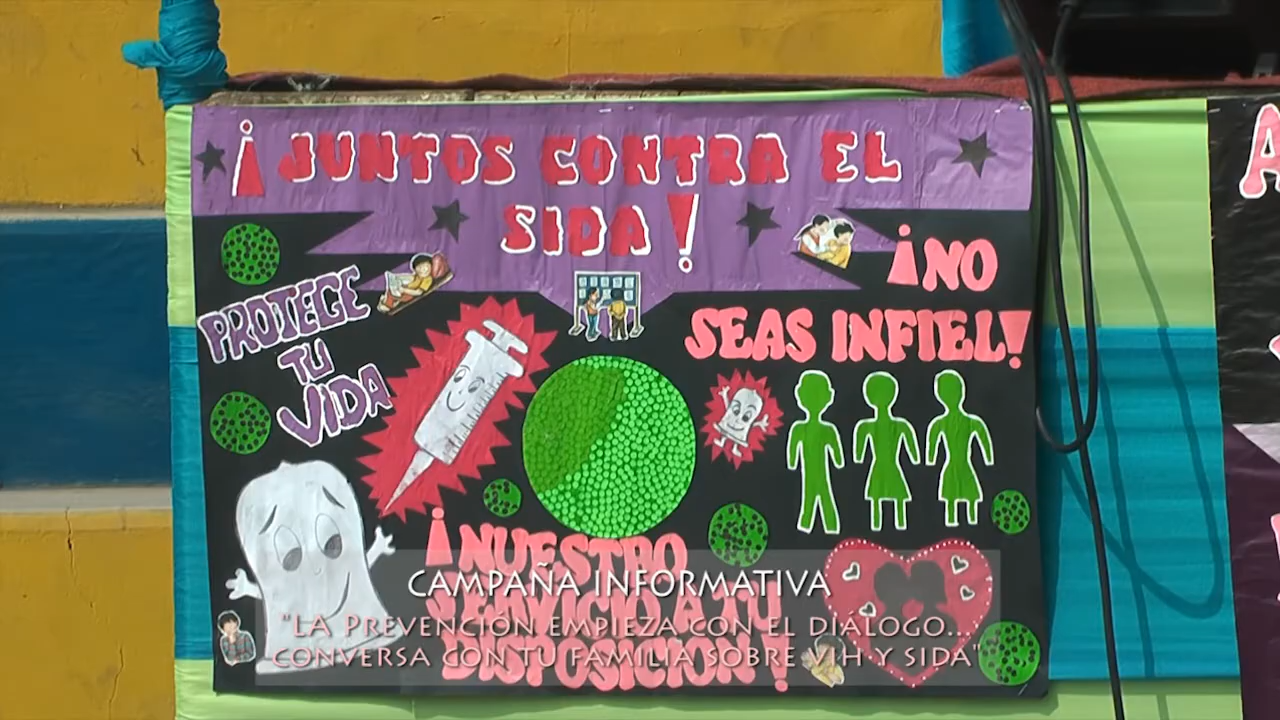 ¡JUNTOS CONTRA EL
SIDA!
¡NO
SEAS INFIEL!
PROTEGE
TU
VIDA
¡NUESTRO
SERVICIO A TU
DISPOSICION!
CAMPAÑA INFORMATIVA
"LA PREVENCIÓN EMPIEZA CON EL DIÁLOGO...
CONVERSA CON TU FAMILIA SOBRE VIH Y SIDA"